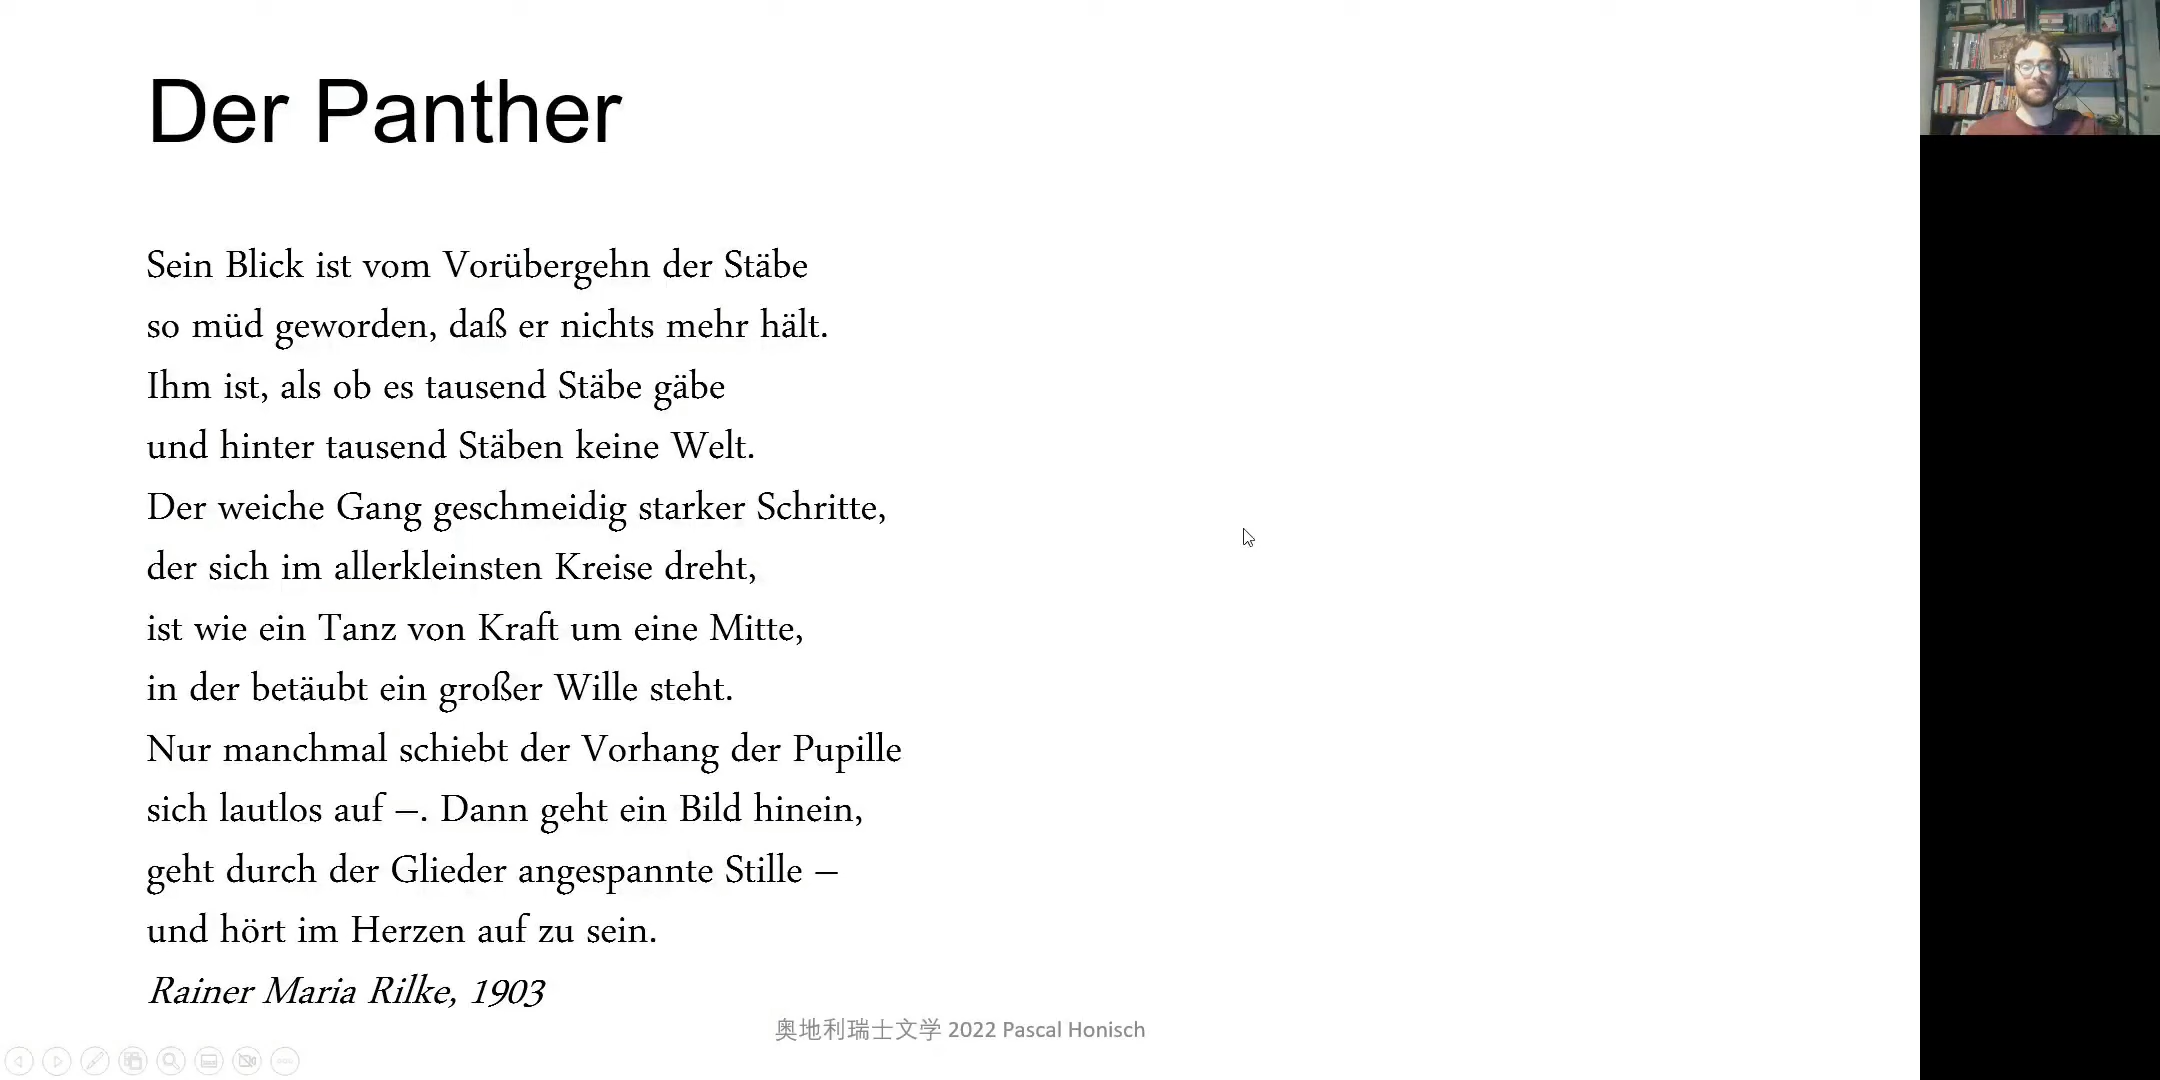 Der Panther
Sein Blick ist vom Vorübergehn der Stäbe
so müd geworden, daß er nichts mehr hält.
Ihm ist, als ob es tausend Stäbe gäbe
und hinter tausend Stäben keine Welt.
Der weiche Gang geschmeidig starker Schritte,
der sich im allerkleinsten Kreise dreht,
ist wie ein Tanz von Kraft um eine Mitte,
in der betäubt ein großer Wille steht.
Nur manchmal schiebt der Vorhang der Pupille
sich lautlos auf –. Dann geht ein Bild hinein,
geht durch der Glieder angespannte Stille –
und hört im Herzen auf zu sein.
Rainer Maria Rilke, 1903
奥地利瑞士文学 2022 Pascal Honisch